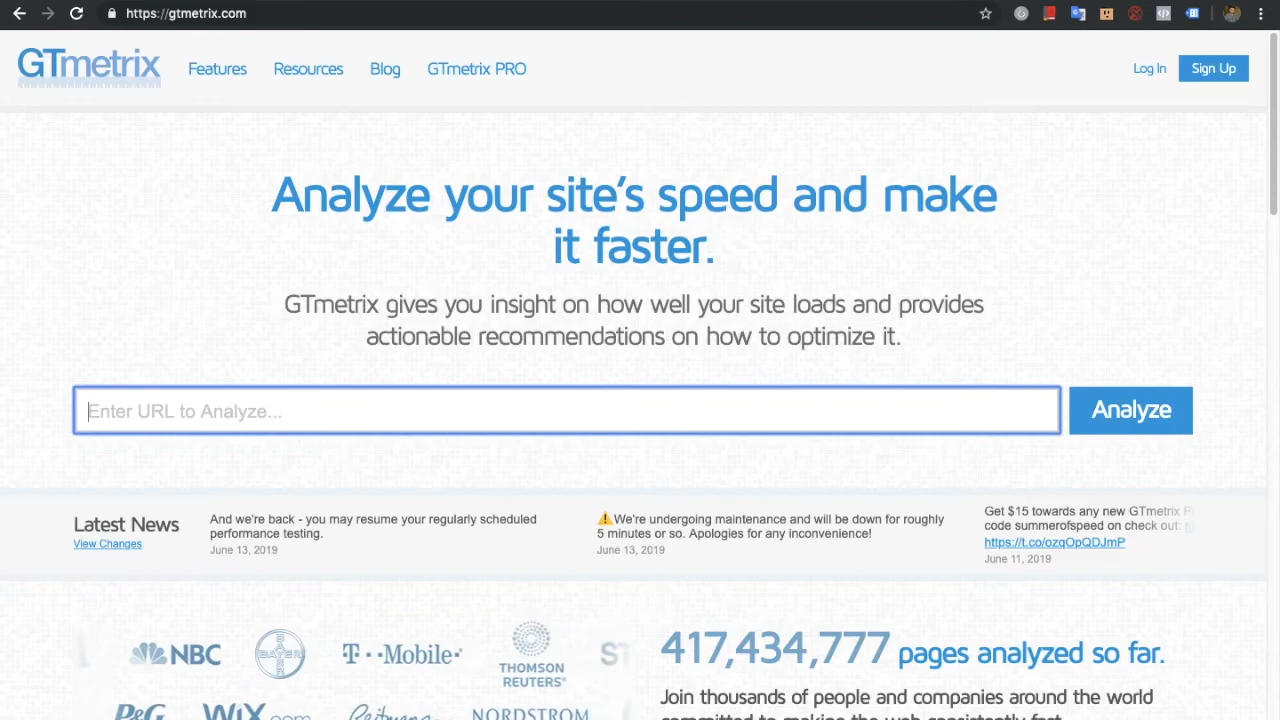 https://gtmetrix.com
GTmetrix
Features
Resources
Blog
GTmetrix PRO
Log In
Sign Up
Analyze your site's speed and make
it faster.
GTmetrix gives you insight on how well your site loads and provides
actionable recommendations on how to optimize it.
Enter URL to Analyze...
Analyze
Latest News
View Changes
And we're back - you may resume your regularly scheduled
performance testing.
June 13, 2019
⚠️We're undergoing maintenance and will be down for roughly
5 minutes or so. Apologies for any inconvenience!
June 13, 2019
Get $15 towards any new GTmetrix
code summerofspeed on check out:
https://t.co/ozqOpQDJmP
June 11, 2019
NBC
BAYER
T-Mobile
THOMSON
REUTERS
P&G
WiX.com
NORDSTROM
417,434,777 pages analyzed so far.
Join thousands of people and companies around the world